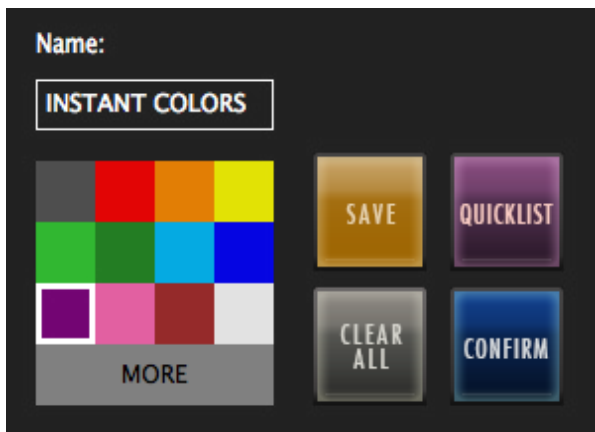 Name:
INSTANT COLORS
SAVE
QUICKLIST
CLEAR
ALL
CONFIRM
MORE